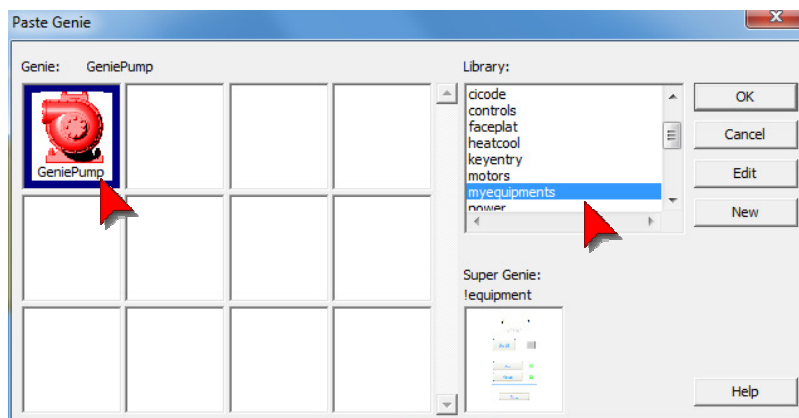 Paste Genie
Genie: GeniePump
GeniePump
Library:
cicode
controls
faceplat
heatcool
keyentry
motors
myequipments
power
OK
Cancel
Edit
New
Super Genie:
!equipment
Help